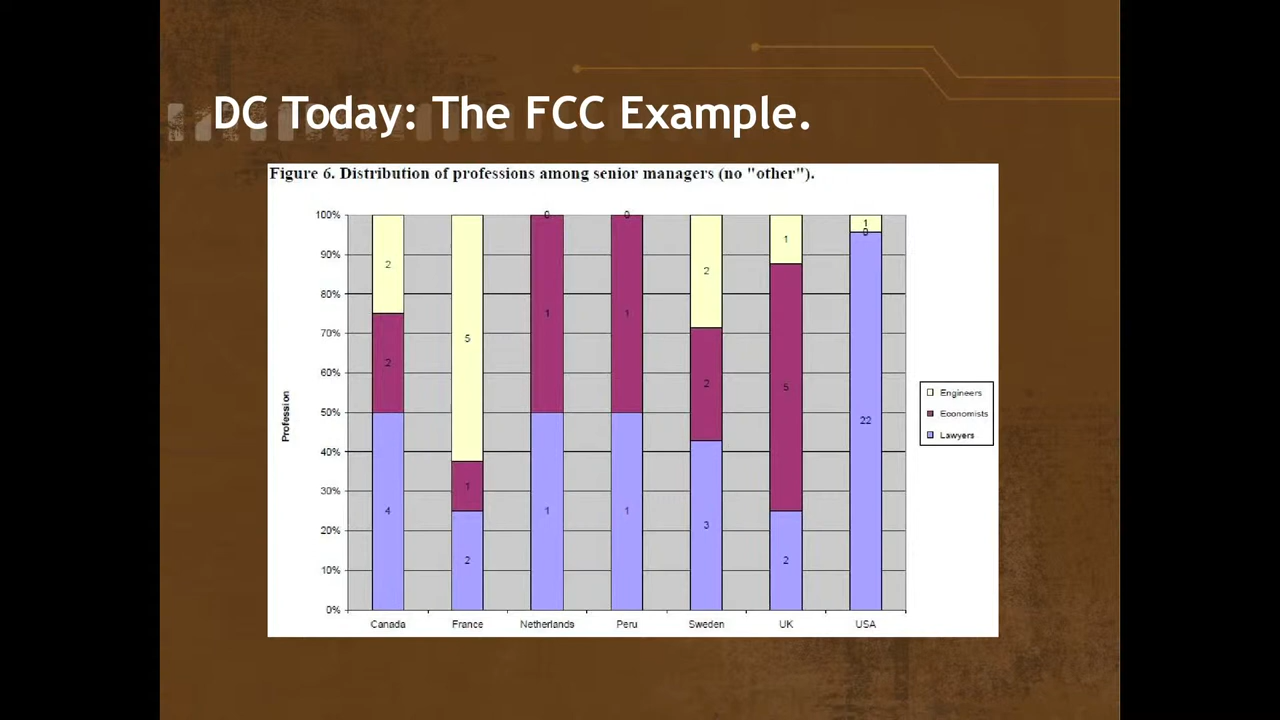 DC Today: The FCC Example.
Figure 6. Distribution of professions among senior managers (no "other").
100%
90%
80%
70%
60%
50%
40%
30%
20%
10%
0%
Profession
2
2
4
5
1
2
0
1
1
0
1
1
2
2
3
1
5
2
1
0
22
Canada
France
Netherlands
Peru
Sweden
UK
USA
Engineers
Economists
Lawyers